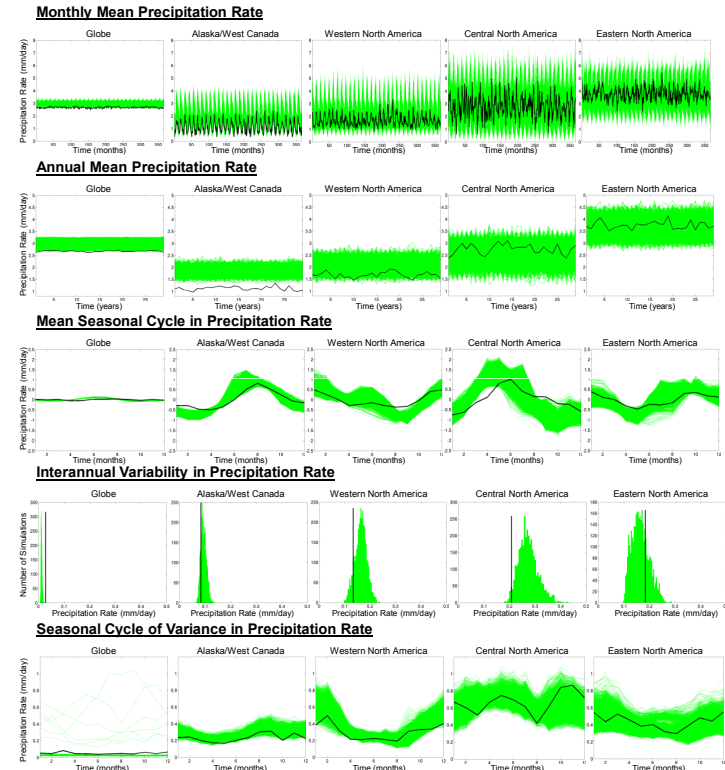 Monthly Mean Precipitation Rate
Globe Alaska/West Canada Western North America Central North America Eastern North America
Precipitation Rate (mm/day)
Time (months) Time (months) Time (months) Time (months) Time (months)
Annual Mean Precipitation Rate
Globe Alaska/West Canada Western North America Central North America Eastern North America
Precipitation Rate (mm/day)
Time (years) Time (years) Time (years) Time (years) Time (years)
Mean Seasonal Cycle in Precipitation Rate
Globe Alaska/West Canada Western North America Central North America Eastern North America
Precipitation Rate (mm/day)
Time (months) Time (months) Time (months) Time (months) Time (months)
Interannual Variability in Precipitation Rate
Globe Alaska/West Canada Western North America Central North America Eastern North America
Number of Simulations
Precipitation Rate (mm/day) Precipitation Rate (mm/day) Precipitation Rate (mm/day) Precipitation Rate (mm/day) Precipitation Rate (mm/day)
Seasonal Cycle of Variance in Precipitation Rate
Globe Alaska/West Canada Western North America Central North America Eastern North America
Precipitation Rate (mm/day)
Time (months) Time (months) Time (months) Time (months) Time (months)